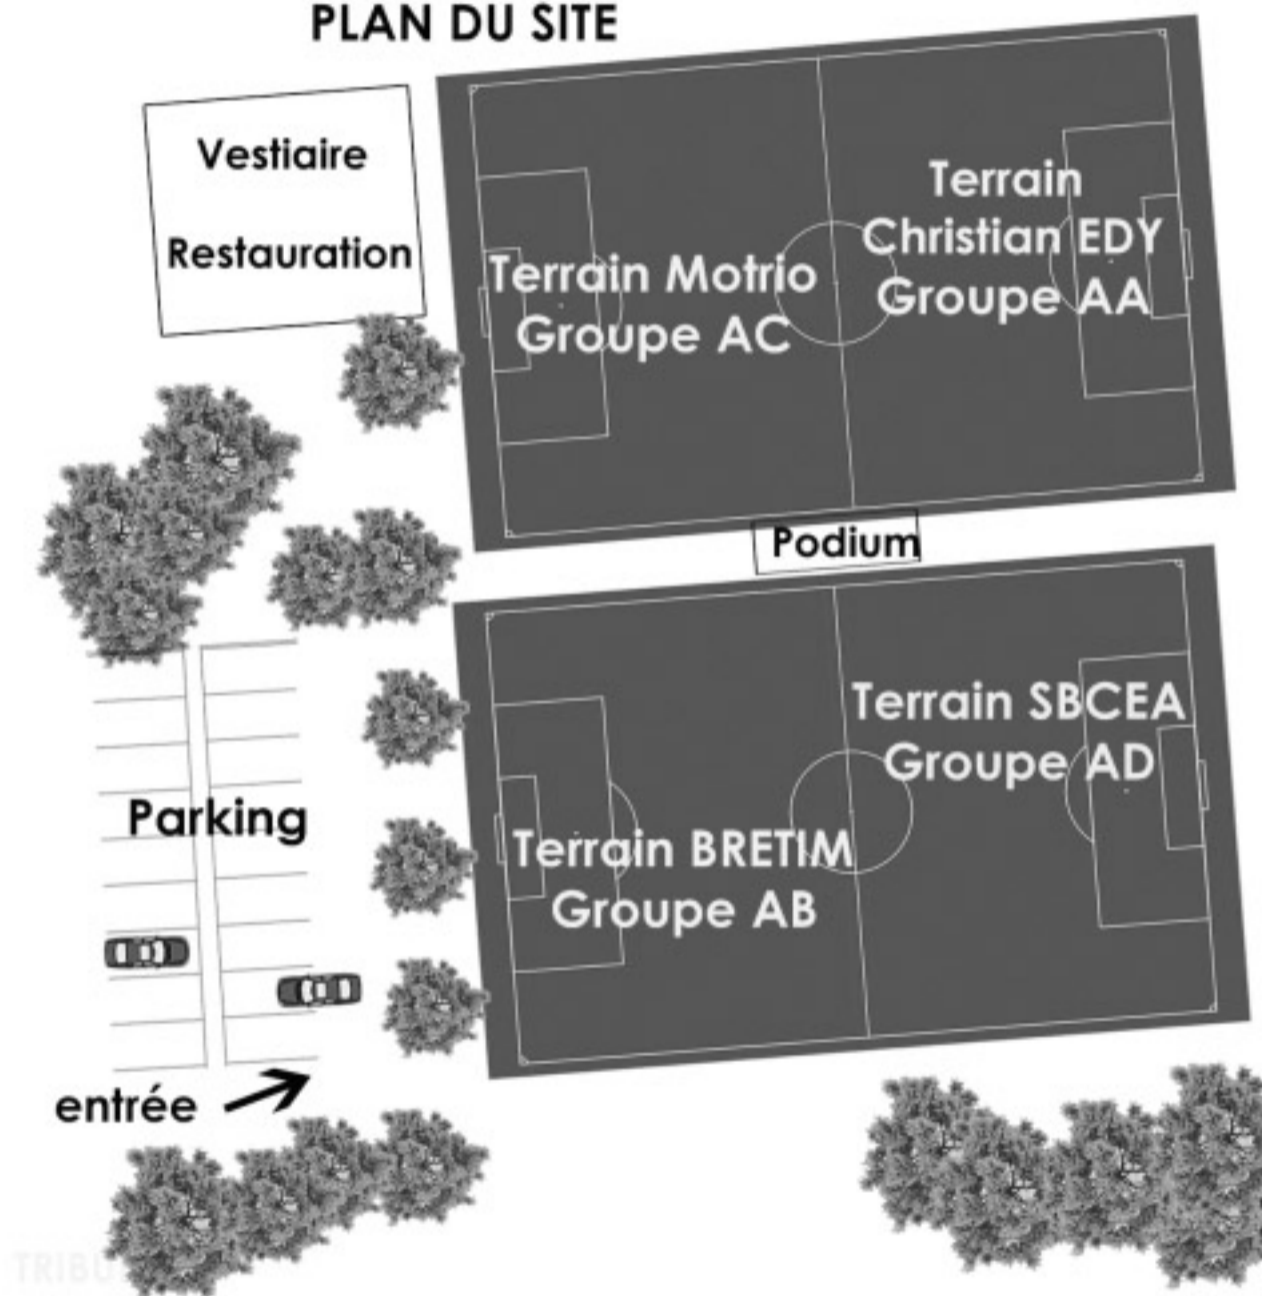 PLAN DU SITE
Vestiaire
Restauration
Terrain Motrio
Groupe AC
Terrain
Christian EDY
Groupe AA
Podium
Terrain SBCEA
Groupe AD
Terrain BRETIM
Groupe AB
Parking
entrée